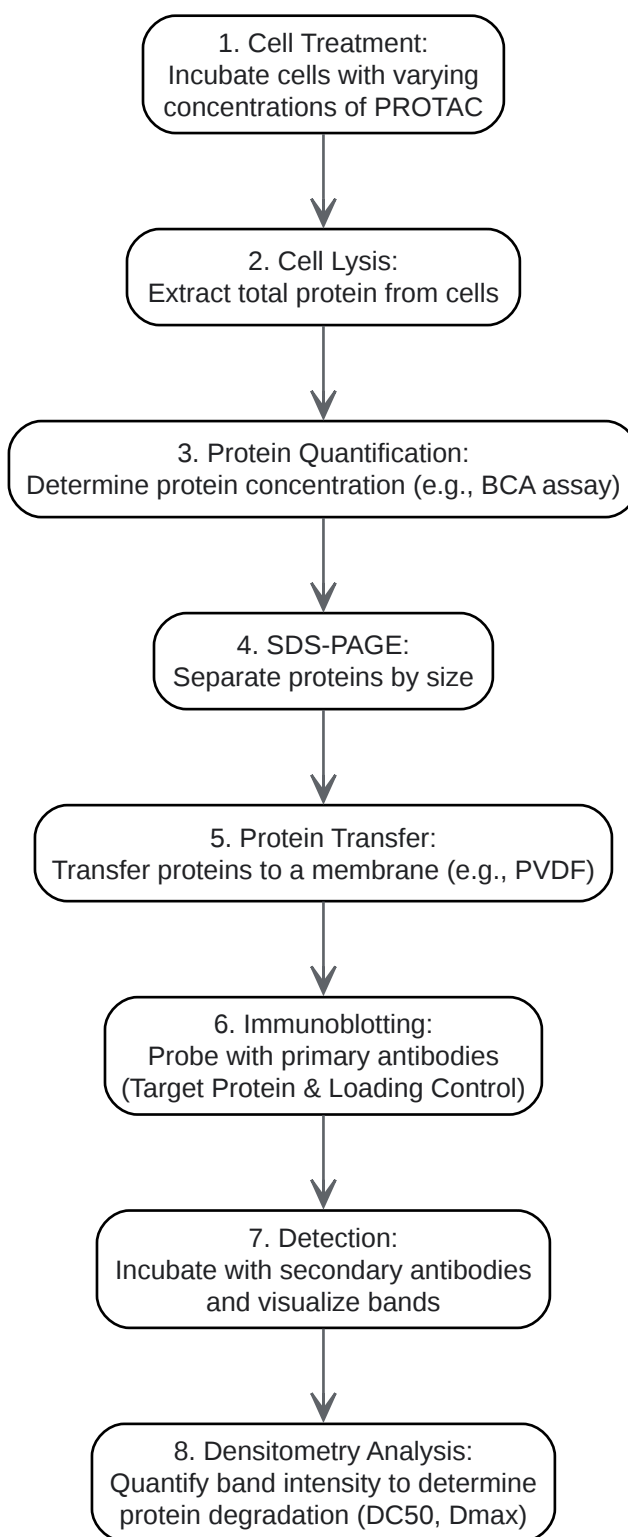 1. Cell Treatment:
Incubate cells with varying
concentrations of PROTAC
2. Cell Lysis:
Extract total protein from cells
3. Protein Quantification:
Determine protein concentration (e.g., BCA assay)
4. SDS-PAGE:
Separate proteins by size
5. Protein Transfer:
Transfer proteins to a membrane (e.g., PVDF)
6. Immunoblotting:
Probe with primary antibodies
(Target Protein & Loading Control)
7. Detection:
Incubate with secondary antibodies
and visualize bands
8. Densitometry Analysis:
Quantify band intensity to determine
protein degradation (DC50, Dmax)